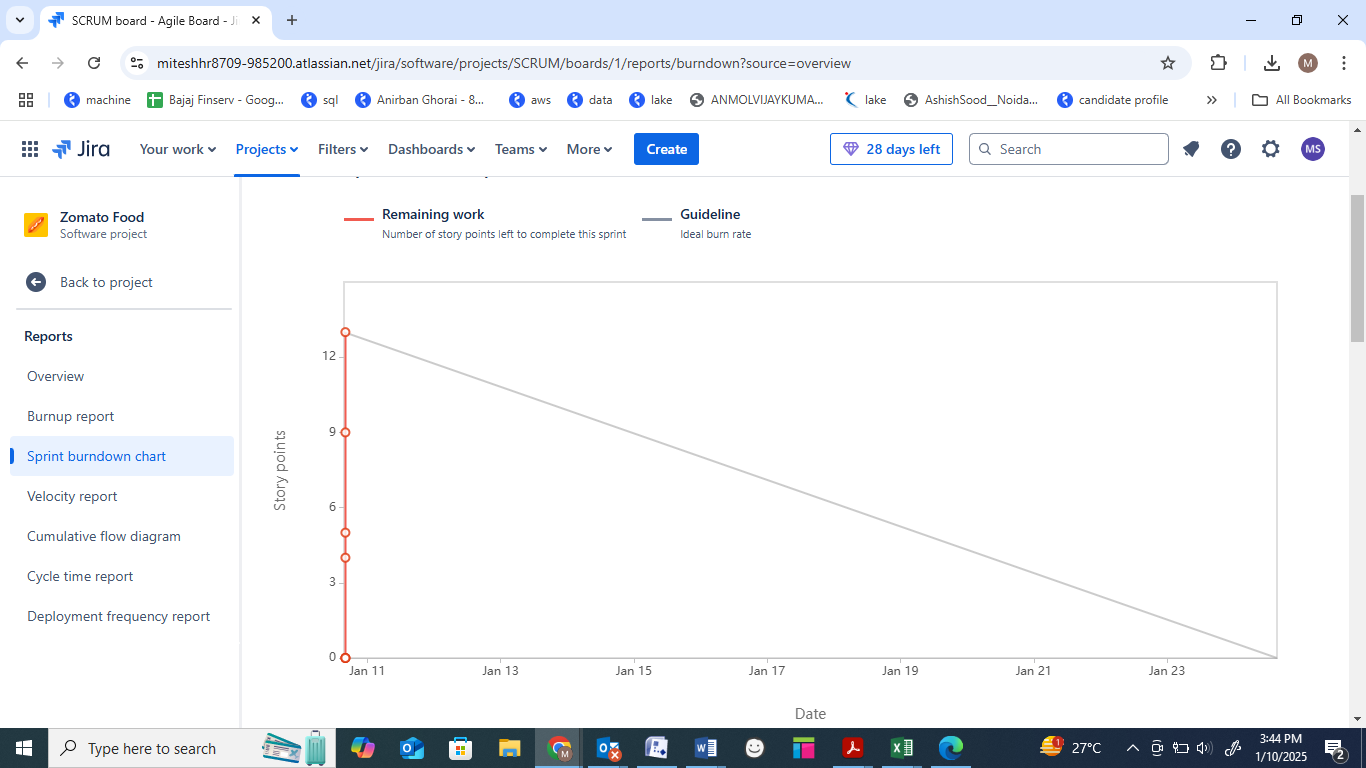 SCRUM board - Agile Board - Ji
miteshhr8709-985200.atlassian.net/jira/software/projects/SCRUM/boards/1/reports/burndown?source=overview
M
machine
Bajaj Finserv - Goog...
sql
Anirban Ghorai - 8...
aws
data
lake
ANMOLVIJAYKUMA...
lake
AshishSood__Noida...
candidate profile
All Bookmarks
Jira
Your work
Projects
Filters
Dashboards
Teams
More
Create
28 days left
Search
MS
Zomato Food
Software project
Back to project
Reports
Overview
Burnup report
Sprint burndown chart
Velocity report
Cumulative flow diagram
Cycle time report
Deployment frequency report
Remaining work
Number of story points left to complete this sprint
Guideline
Ideal burn rate
Story points
12
9
6
3
0
Jan 11
Jan 13
Jan 15
Jan 17
Jan 19
Jan 21
Jan 23
Date
Type here to search
M
1
27°C
3:44 PM
1/10/2025
2